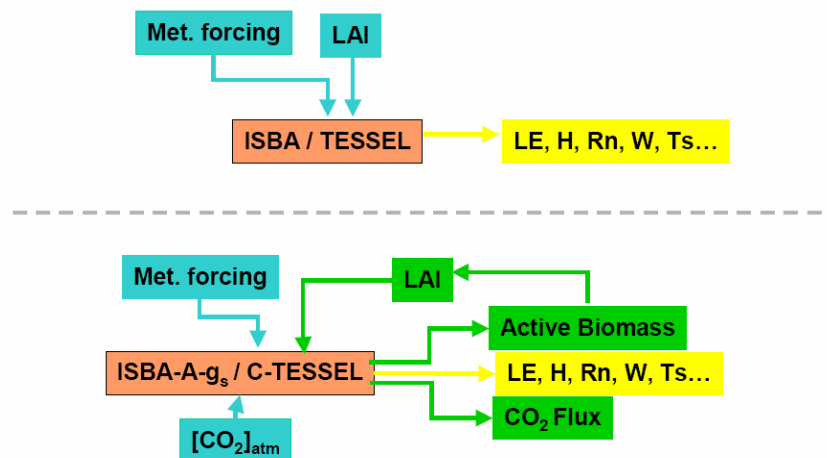 Met. forcing
LAI
ISBA / TESSEL
LE, H, Rn, W, Ts…
Met. forcing
LAI
Active Biomass
ISBA-A-gₛ / C-TESSEL
LE, H, Rn, W, Ts…
CO₂ Flux
[CO₂]ₐₜₘ